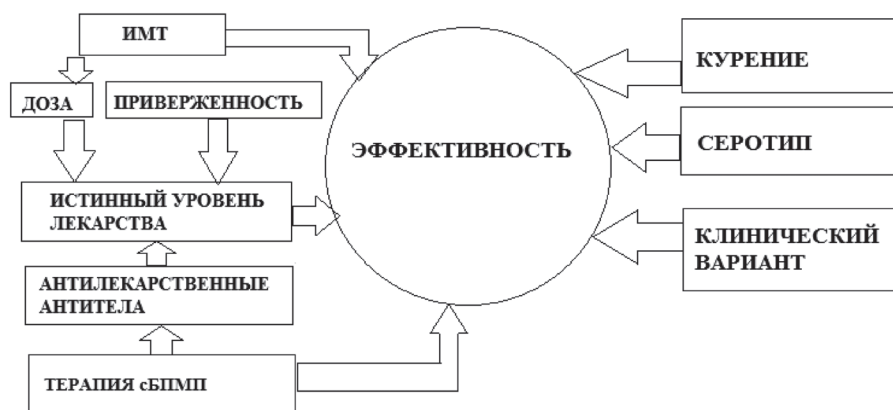 ИМТ
ДОЗА
ПРИВЕРЖЕННОСТЬ
ИСТИННЫЙ УРОВЕНЬ
ЛЕКАРСТВА
АНТИЛЕКАРСТВЕННЫЕ
АНТИТЕЛА
ТЕРАПИЯ сБПМП
ЭФФЕКТИВНОСТЬ
КУРЕНИЕ
СЕРОТИП
КЛИНИЧЕСКИЙ
ВАРИАНТ